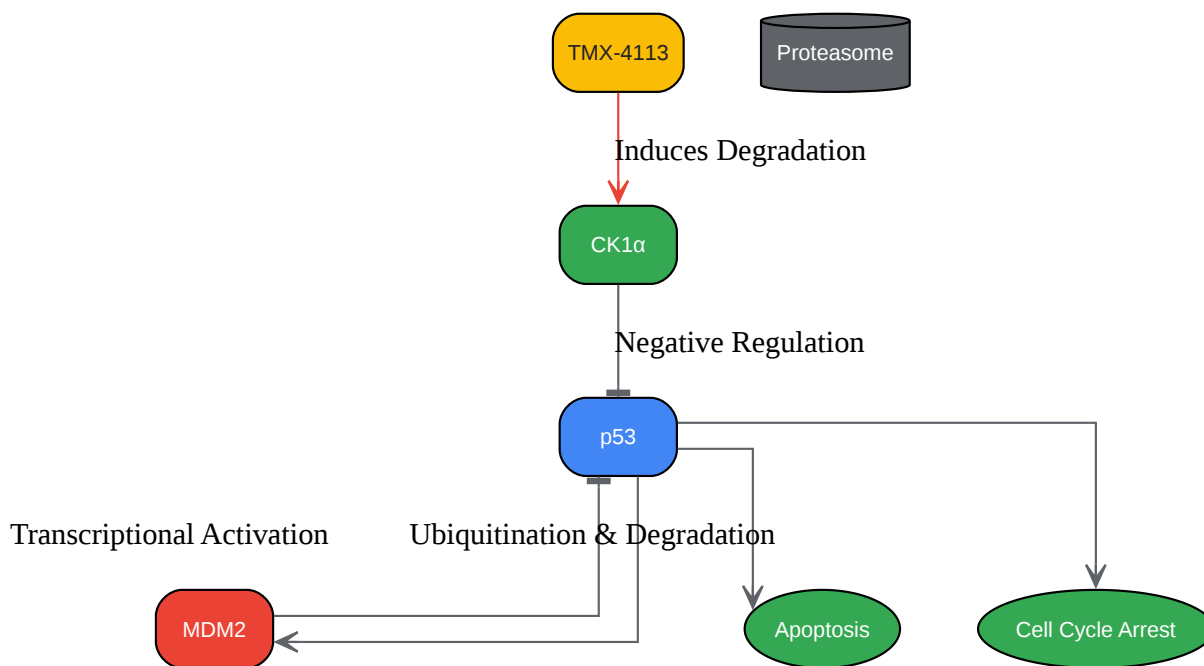 TMX-4113
Proteasome
Induces Degradation
CK1α
Negative Regulation
p53
Transcriptional Activation
Ubiquitination & Degradation
MDM2
Apoptosis
Cell Cycle Arrest